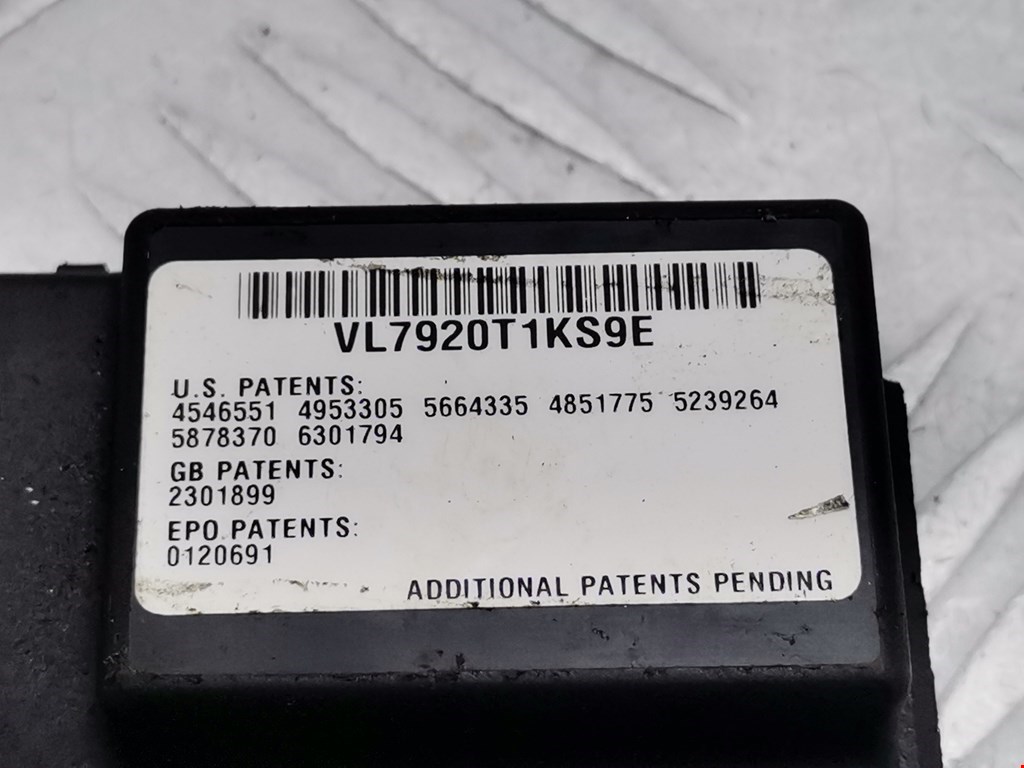 VL7920T1KS9E
U.S. PATENTS:
4546551 4953305 5664335 4851775 5239264
5878370 6301794
GB PATENTS:
2301899
EPO PATENTS:
0120691
ADDITIONAL PATENTS PENDING